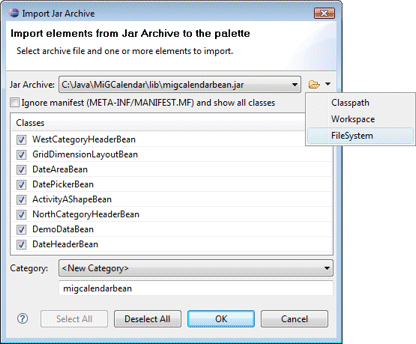 Import Jar Archive
Import elements from Jar Archive to the palette
Select archive file and one or more elements to import.
Jar Archive: C:\Java\MiGCalendar\lib\migcalendarbean.jar
Ignore manifest (META-INF/MANIFEST.MF) and show all classes
Classpath
Workspace
FileSystem
Classes
WestCategoryHeaderBean
GridDimensionLayoutBean
DateAreaBean
DatePickerBean
ActivityAShapeBean
NorthCategoryHeaderBean
DemoDataBean
DateHeaderBean
Category: <New Category>
migcalendarbean
? Select All Deselect All OK Cancel